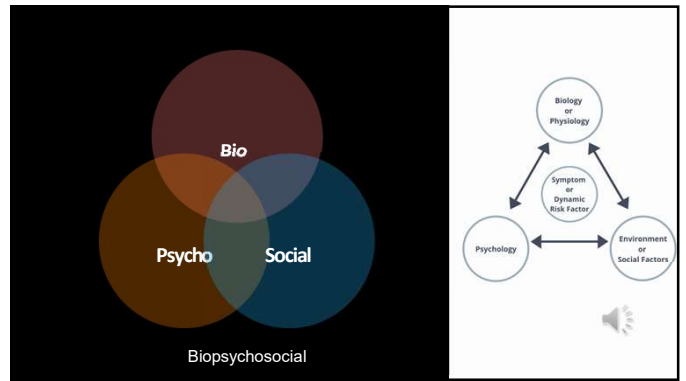 Bio
Psycho
Social
Biopsychosocial
Biology
or
Physiology
Symptom
or
Dynamic
Risk Factor
Psychology
Environment
or
Social Factors